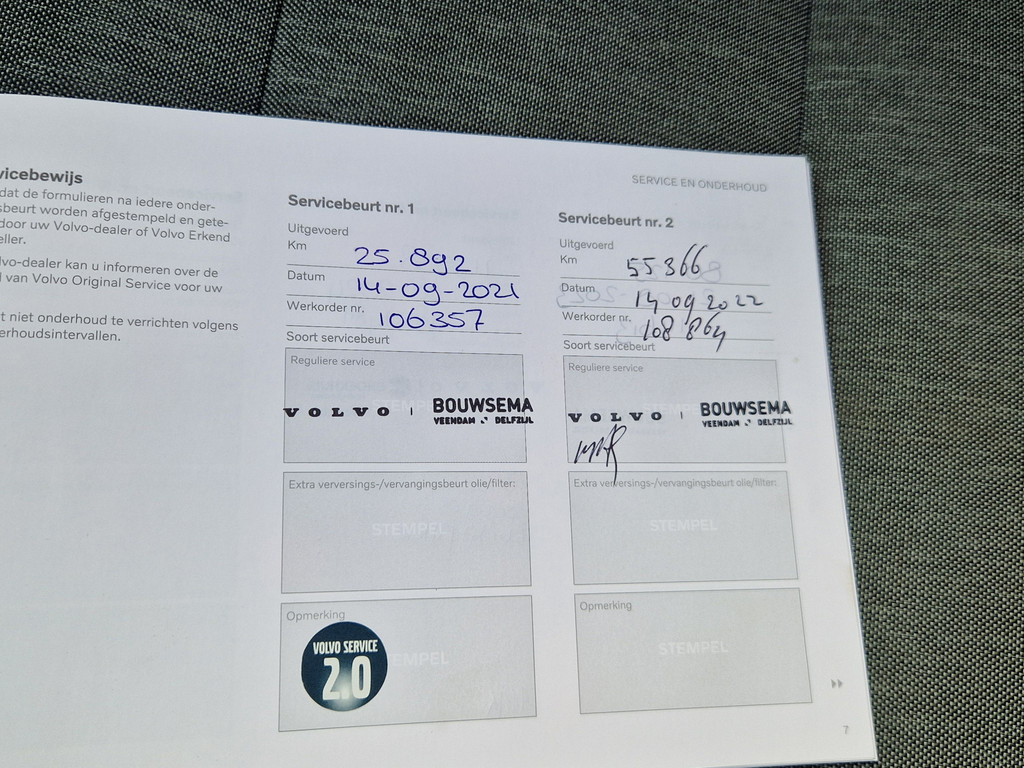 SERVICE EN ONDERHOUD
vicebewijs
dat de formulieren na iedere onder-
sbeurt worden afgestempeld en gete-
door uw Volvo-dealer of Volvo Erkend
eller.
lvo-dealer kan u informeren over de
l van Volvo Original Service voor uw
t niet onderhoud te verrichten volgens
erhoudsintervallen.
Servicebeurt nr. 1
Uitgevoerd
Km 25.892
Datum 14-09-2021
Werkorder nr. 106357
Soort servicebeurt
Reguliere service
VOLVO | BOUWSEMA
VEENDAM DELFZIJL
Extra verversings-/vervangingsbeurt olie/filter:
STEMPEL
Opmerking
VOLVO SERVICE
2.0
EMPEL
Servicebeurt nr. 2
Uitgevoerd
Km 55366
Datum 14 09 2022
Werkorder nr. 108864
Soort servicebeurt
Reguliere service
VOLVO | BOUWSEMA
VEENDAM DELFZIJL
Extra verversings-/vervangingsbeurt olie/filter:
STEMPEL
Opmerking
STEMPEL
7